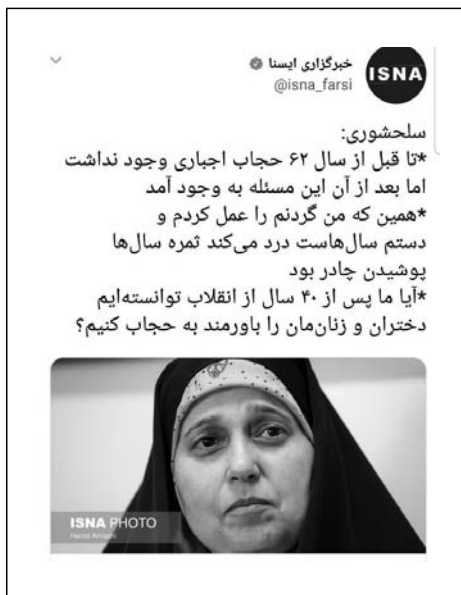 خبرگزاری ایسنا
@isna_farsi
ISNA
سلحشوری:
*تا قبل از سال ۶۲ حجاب اجباری وجود نداشت
اما بعد از آن این مسئله به وجود آمد
*همین که من گردنم را عمل کردم و
دستم سال‌هاست درد می‌کند ثمره سال‌ها
پوشیدن چادر بود
*آیا ما پس از ۴۰ سال از انقلاب توانسته‌ایم
دختران و زنان‌مان را باورمند به حجاب کنیم؟
ISNA PHOTO